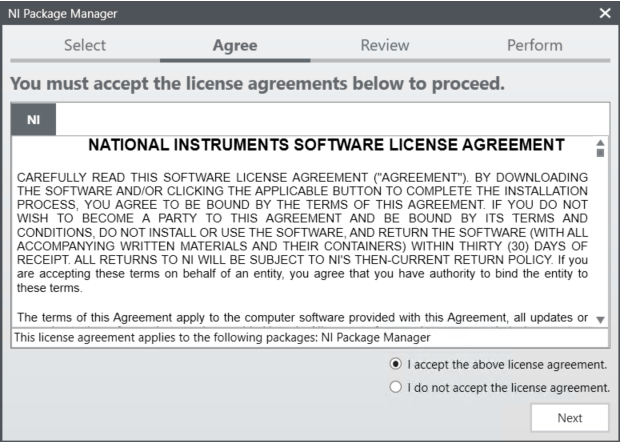 NI Package Manager
Select Agree Review Perform
You must accept the license agreements below to proceed.
NI
NATIONAL INSTRUMENTS SOFTWARE LICENSE AGREEMENT
CAREFULLY READ THIS SOFTWARE LICENSE AGREEMENT ("AGREEMENT"). BY DOWNLOADING
THE SOFTWARE AND/OR CLICKING THE APPLICABLE BUTTON TO COMPLETE THE INSTALLATION
PROCESS, YOU AGREE TO BE BOUND BY THE TERMS OF THIS AGREEMENT. IF YOU DO NOT
WISH TO BECOME A PARTY TO THIS AGREEMENT AND BE BOUND BY ITS TERMS AND
CONDITIONS, DO NOT INSTALL OR USE THE SOFTWARE, AND RETURN THE SOFTWARE (WITH ALL
ACCOMPANYING WRITTEN MATERIALS AND THEIR CONTAINERS) WITHIN THIRTY (30) DAYS OF
RECEIPT. ALL RETURNS TO NI WILL BE SUBJECT TO NI'S THEN-CURRENT RETURN POLICY. If you
are accepting these terms on behalf of an entity, you agree that you have authority to bind the entity to
these terms.
The terms of this Agreement apply to the computer software provided with this Agreement, all updates or
This license agreement applies to the following packages: NI Package Manager
I accept the above license agreement.
I do not accept the license agreement.
Next